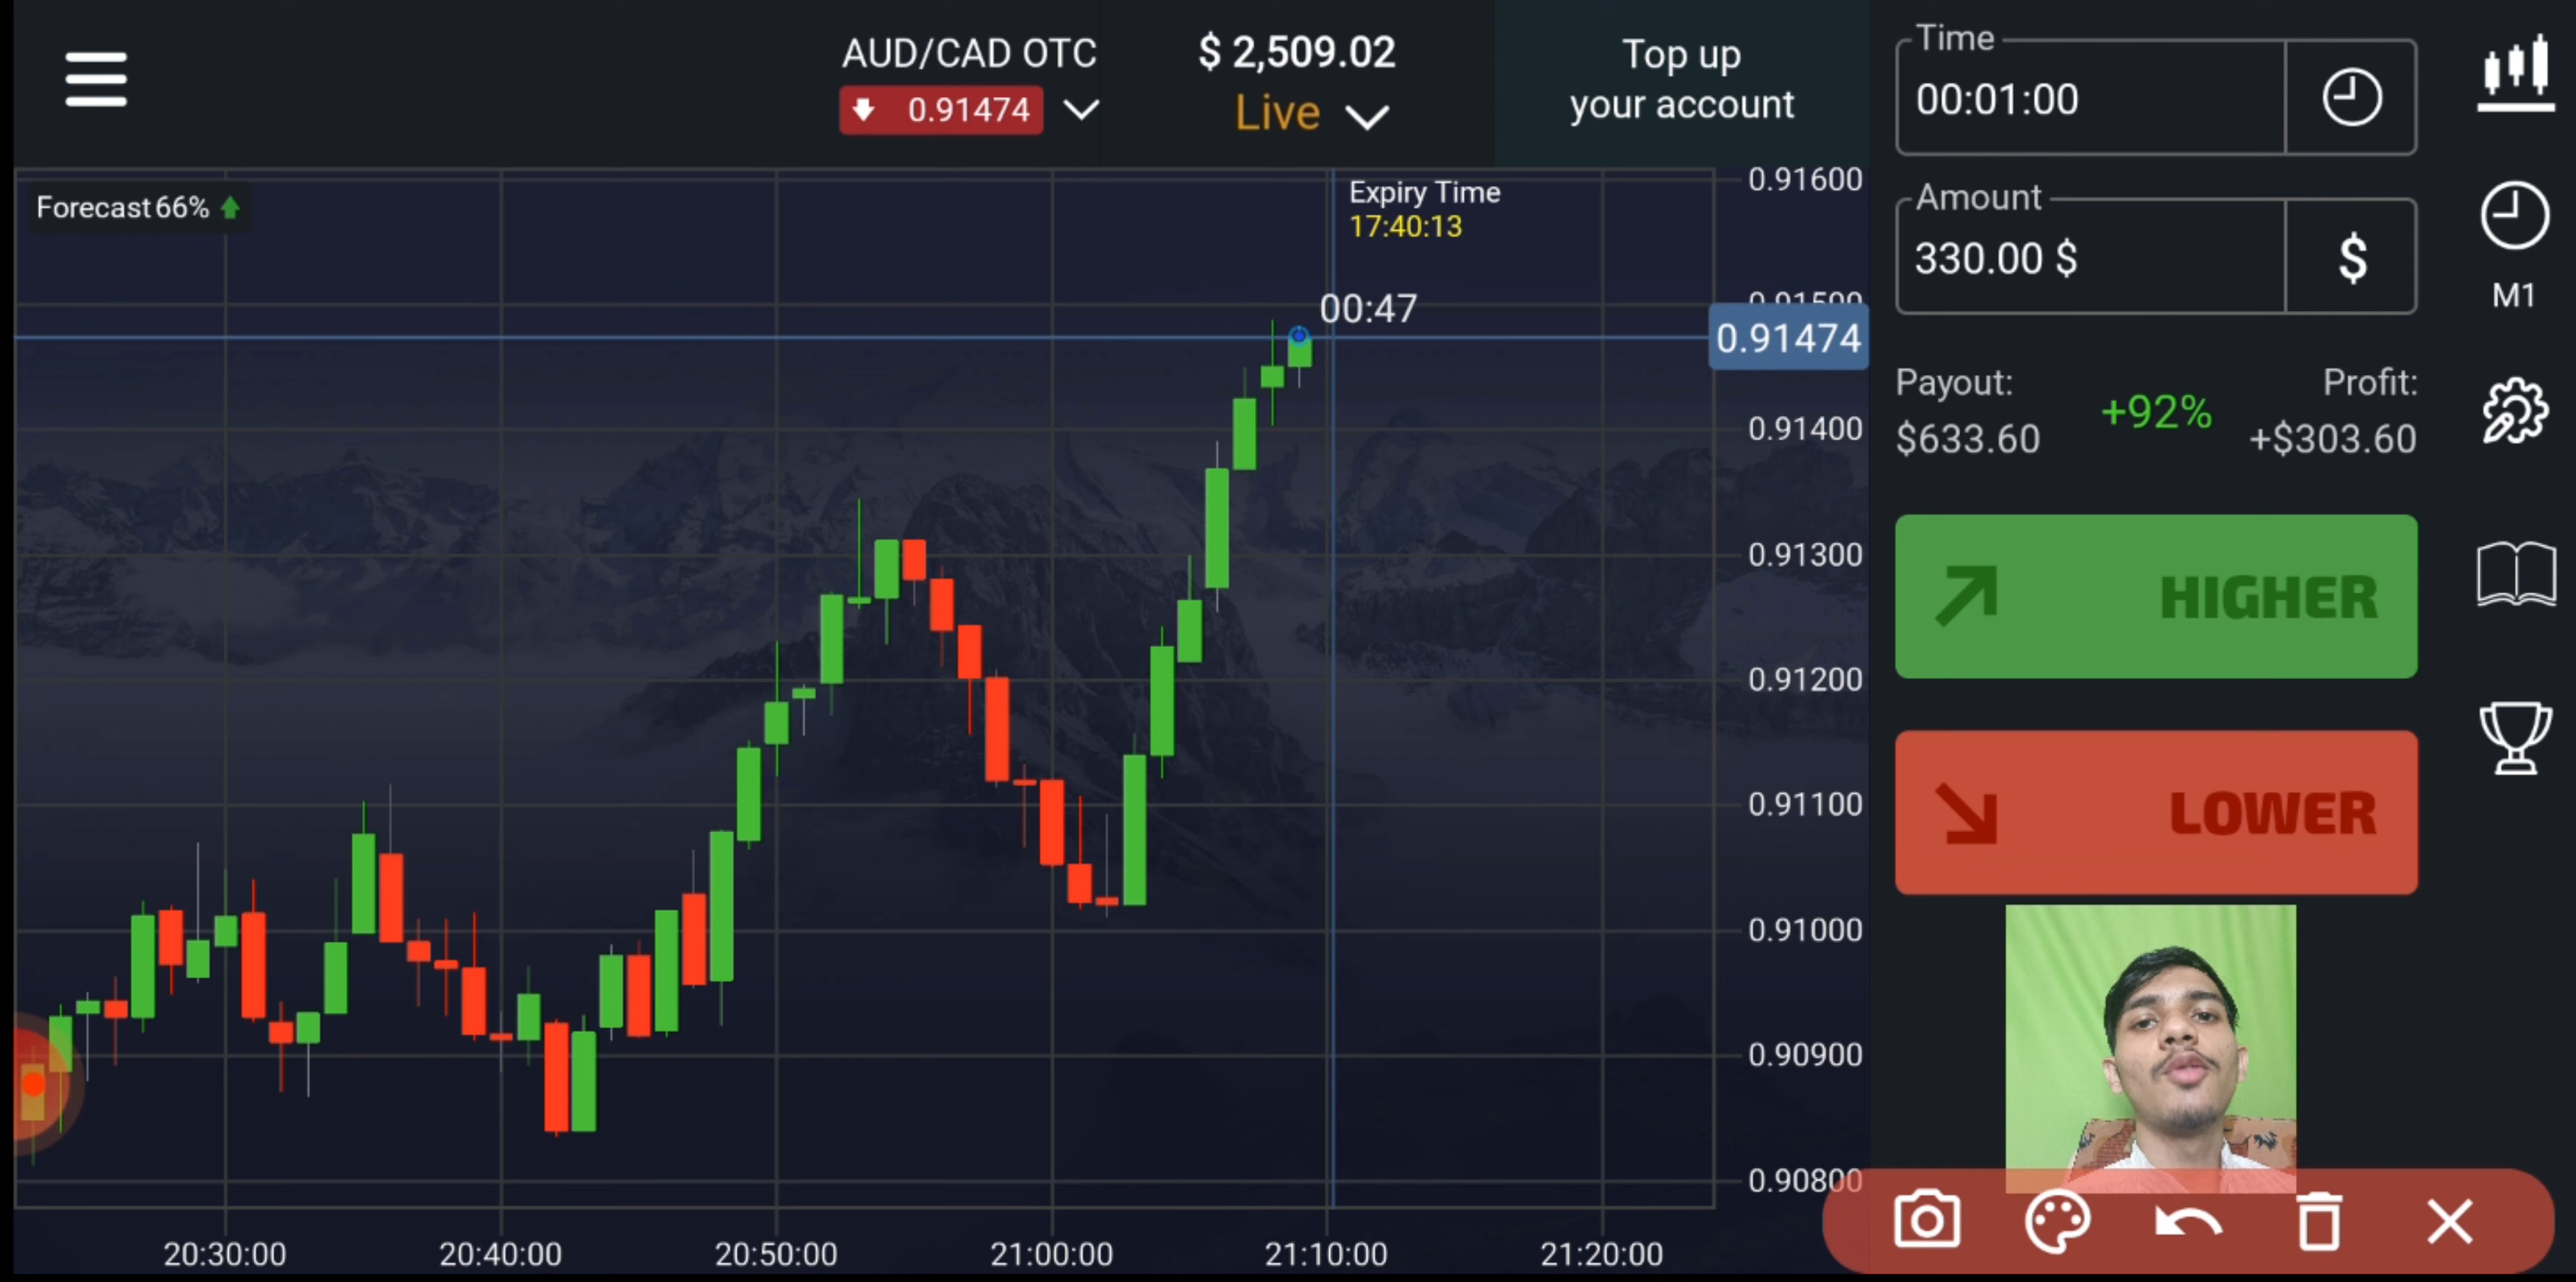 AUD/CAD OTC
0.91474
$ 2,509.02
Live
Top up
your account
Time
00:01:00
Amount
330.00 $
$
M1
Payout:
$633.60
+92%
Profit:
+$303.60
HIGHER
LOWER
Forecast 66%
Expiry Time
17:40:13
00:47
0.91600
0.91500
0.91474
0.91400
0.91300
0.91200
0.91100
0.91000
0.90900
0.90800
20:30:00
20:40:00
20:50:00
21:00:00
21:10:00
21:20:00